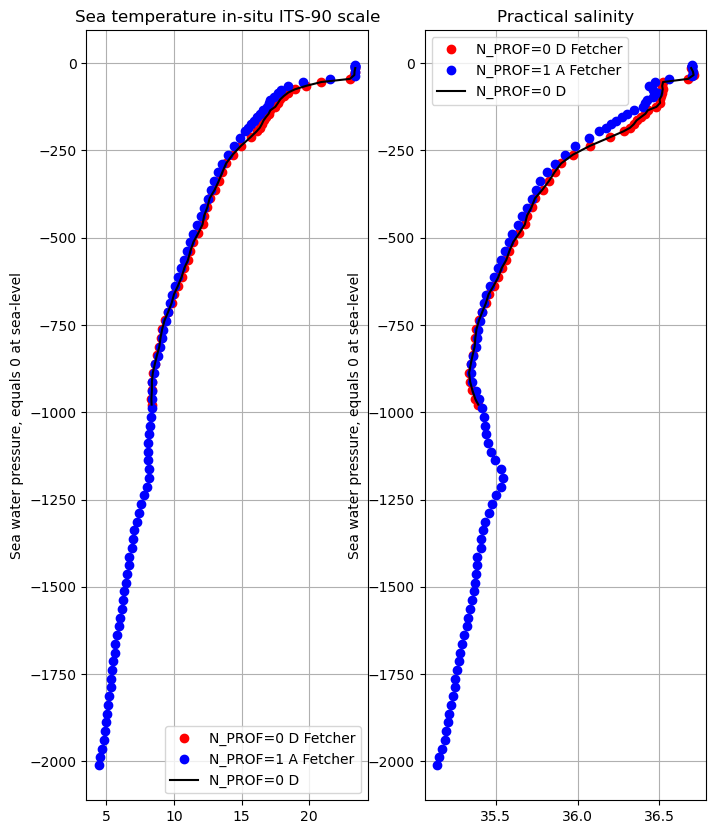 Sea temperature in-situ ITS-90 scale
Sea water pressure, equals 0 at sea-level
0
−250
−500
−750
−1000
−1250
−1500
−1750
−2000
5
10
15
20
N_PROF=0 D Fetcher
N_PROF=1 A Fetcher
N_PROF=0 D
Practical salinity
Sea water pressure, equals 0 at sea-level
0
−250
−500
−750
−1000
−1250
−1500
−1750
−2000
35.5
36.0
36.5
N_PROF=0 D Fetcher
N_PROF=1 A Fetcher
N_PROF=0 D